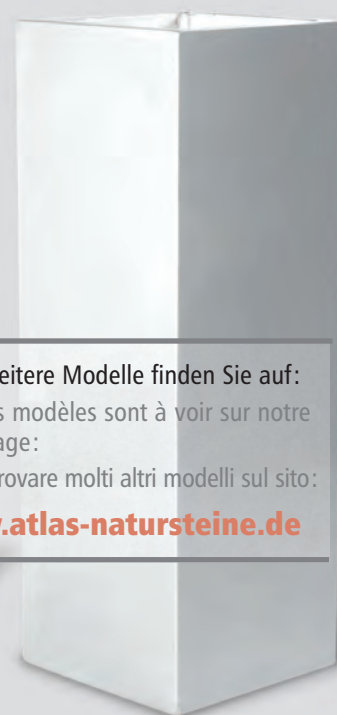 eitere Modelle finden Sie auf:
s modèles sont à voir sur notre
age:
rovare molti altri modelli sul sito:
.atlas-natursteine.de